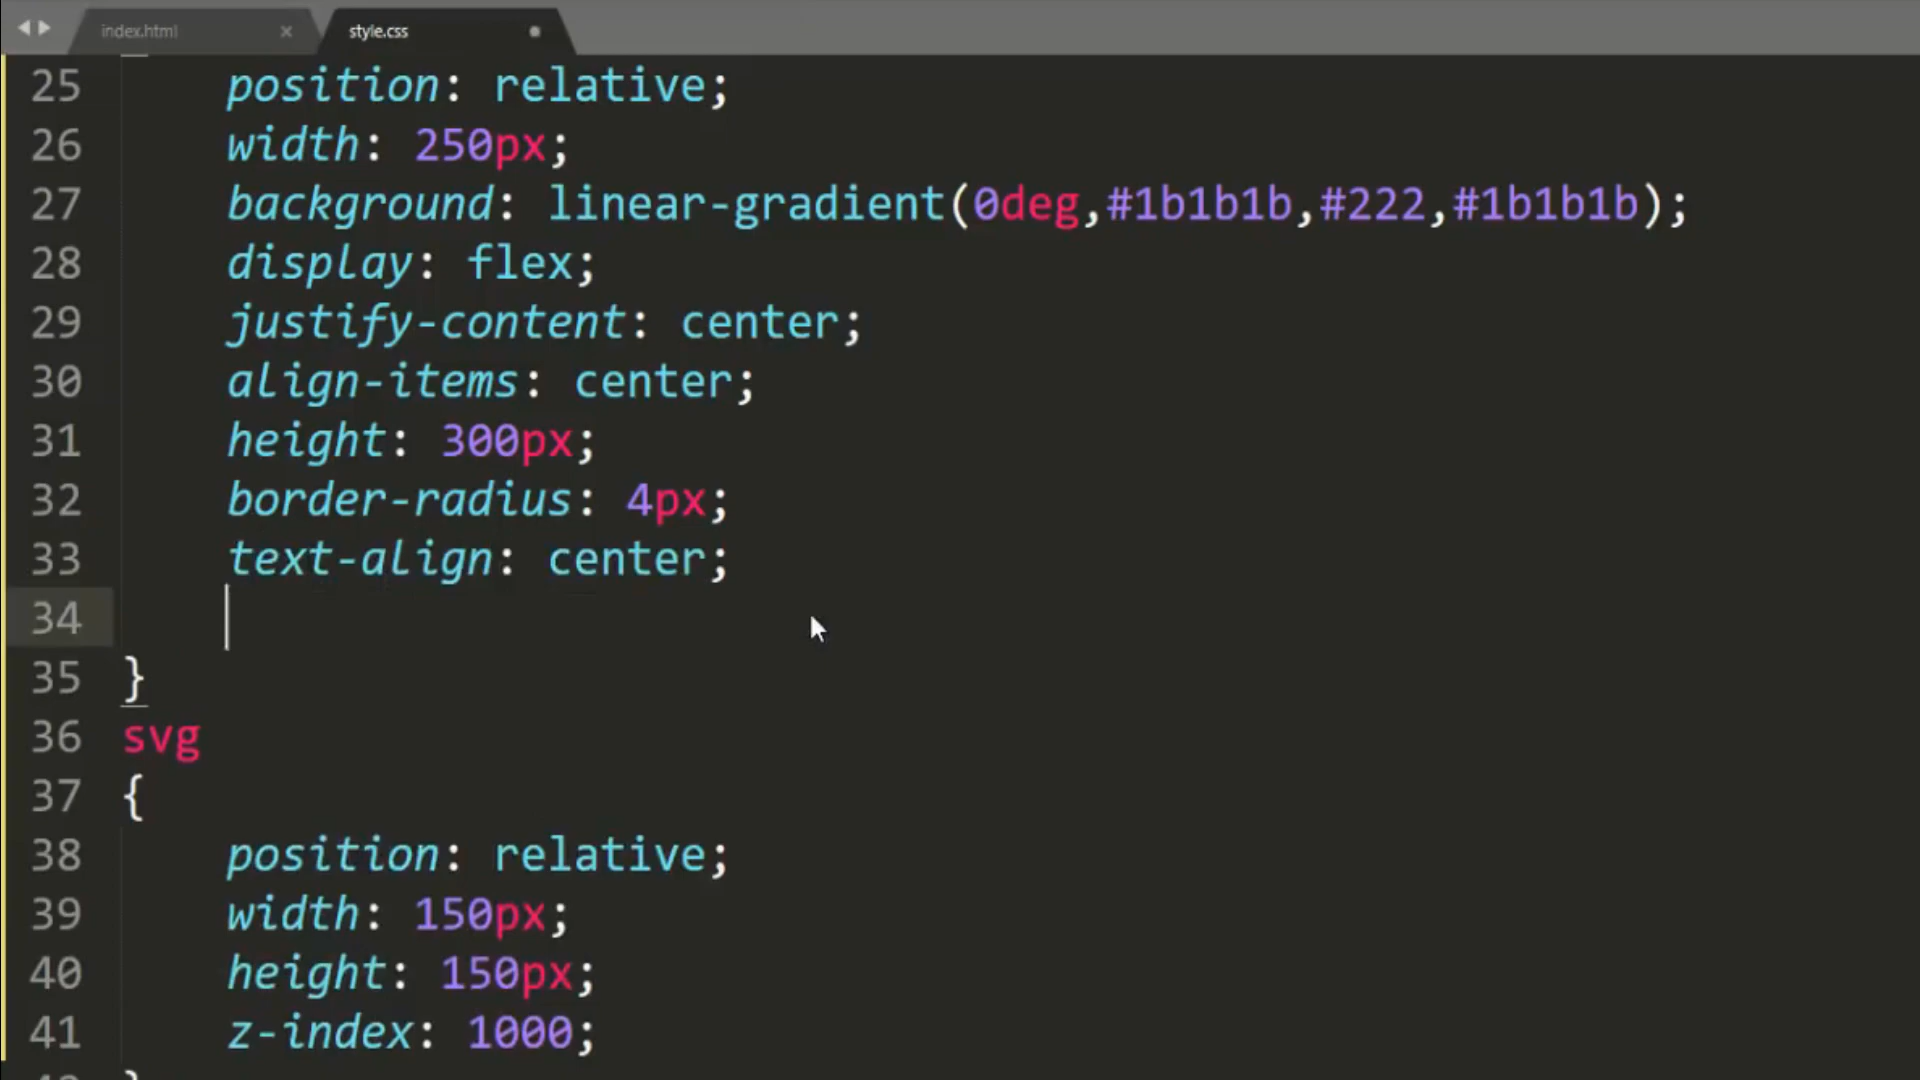 index.html × style.css
25 position: relative;
26 width: 250px;
27 background: linear-gradient(0deg,#1b1b1b,#222,#1b1b1b);
28 display: flex;
29 justify-content: center;
30 align-items: center;
31 height: 300px;
32 border-radius: 4px;
33 text-align: center;
34
35 }
36 svg
37 {
38 position: relative;
39 width: 150px;
40 height: 150px;
41 z-index: 1000;